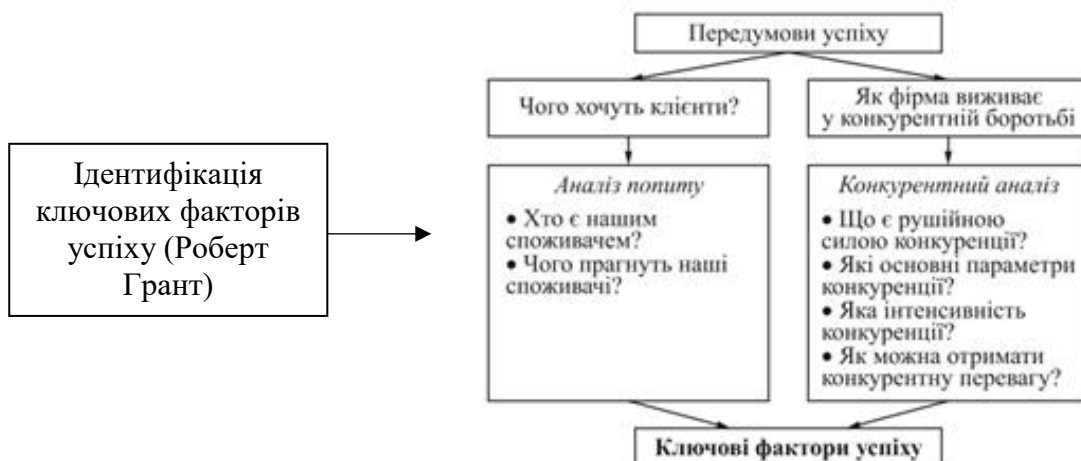 Ідентифікація
ключових факторів
успіху (Роберт
Грант)
Передумови успіху
Чого хочуть клієнти?
Як фірма виживає
у конкурентній боротьбі
Аналіз попиту
• Хто є нашим
споживачем?
• Чого прагнуть наші
споживачі?
Конкурентний аналіз
• Що є рушійною
силою конкуренції?
• Які основні параметри
конкуренції?
• Яка інтенсивність
конкуренції?
• Як можна отримати
конкурентну перевагу?
Ключові фактори успіху